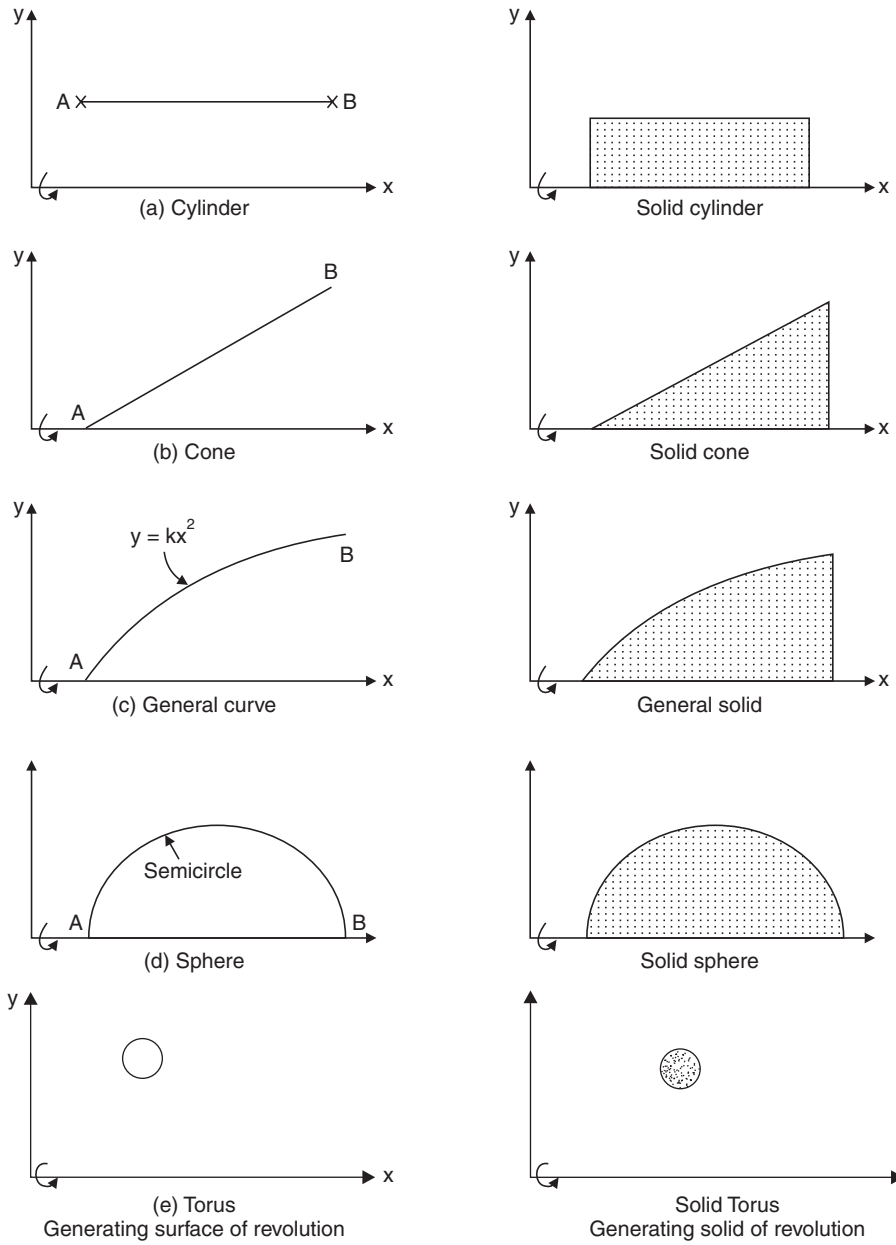 y
y
A
B
x
x
(a) Cylinder
Solid cylinder
y
y
B
A
x
x
(b) Cone
Solid cone
y
y
y = kx²
B
A
x
x
(c) General curve
General solid
Semicircle
A
B
(d) Sphere
Solid sphere
y
x
(e) Torus
Solid Torus
Generating surface of revolution
Generating solid of revolution